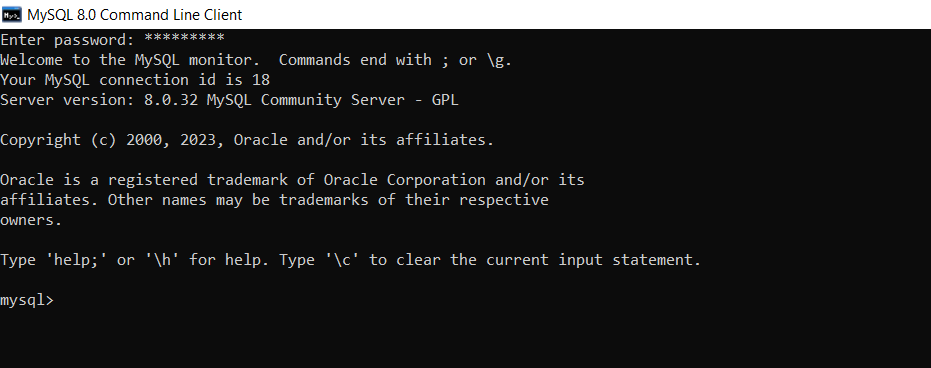 MySQL 8.0 Command Line Client
Enter password: *********
Welcome to the MySQL monitor.  Commands end with ; or \g.
Your MySQL connection id is 18
Server version: 8.0.32 MySQL Community Server - GPL
Copyright (c) 2000, 2023, Oracle and/or its affiliates.
Oracle is a registered trademark of Oracle Corporation and/or its
affiliates. Other names may be trademarks of their respective
owners.
Type 'help;' or '\h' for help. Type '\c' to clear the current input statement.
mysql>